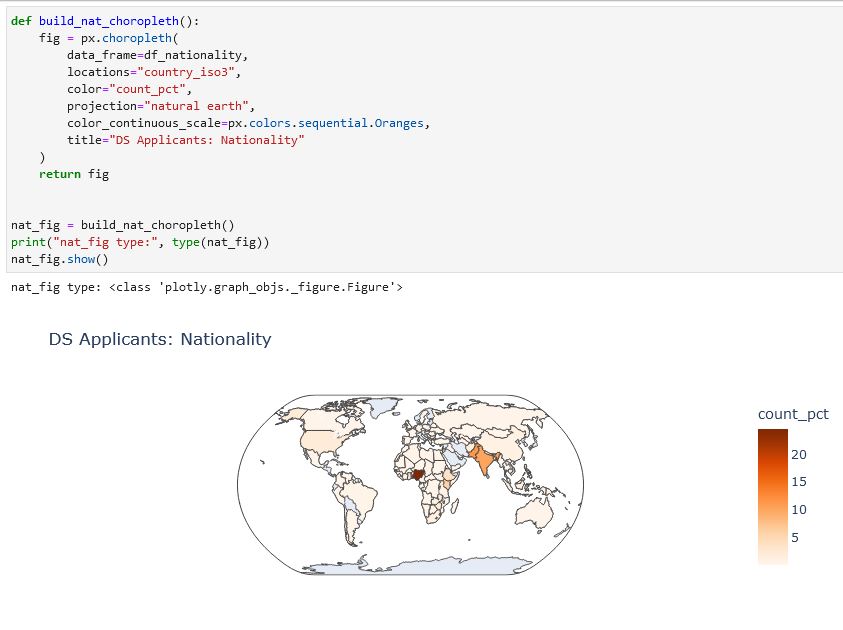 def build_nat_choropleth():
    fig = px.choropleth(
        data_frame=df_nationality,
        locations="country_iso3",
        color="count_pct",
        projection="natural earth",
        color_continuous_scale=px.colors.sequential.Oranges,
        title="DS Applicants: Nationality"
    )
    return fig
nat_fig = build_nat_choropleth()
print("nat_fig type:", type(nat_fig))
nat_fig.show()
nat_fig type: <class 'plotly.graph_objs._figure.Figure'>
DS Applicants: Nationality
count_pct
20
15
10
5